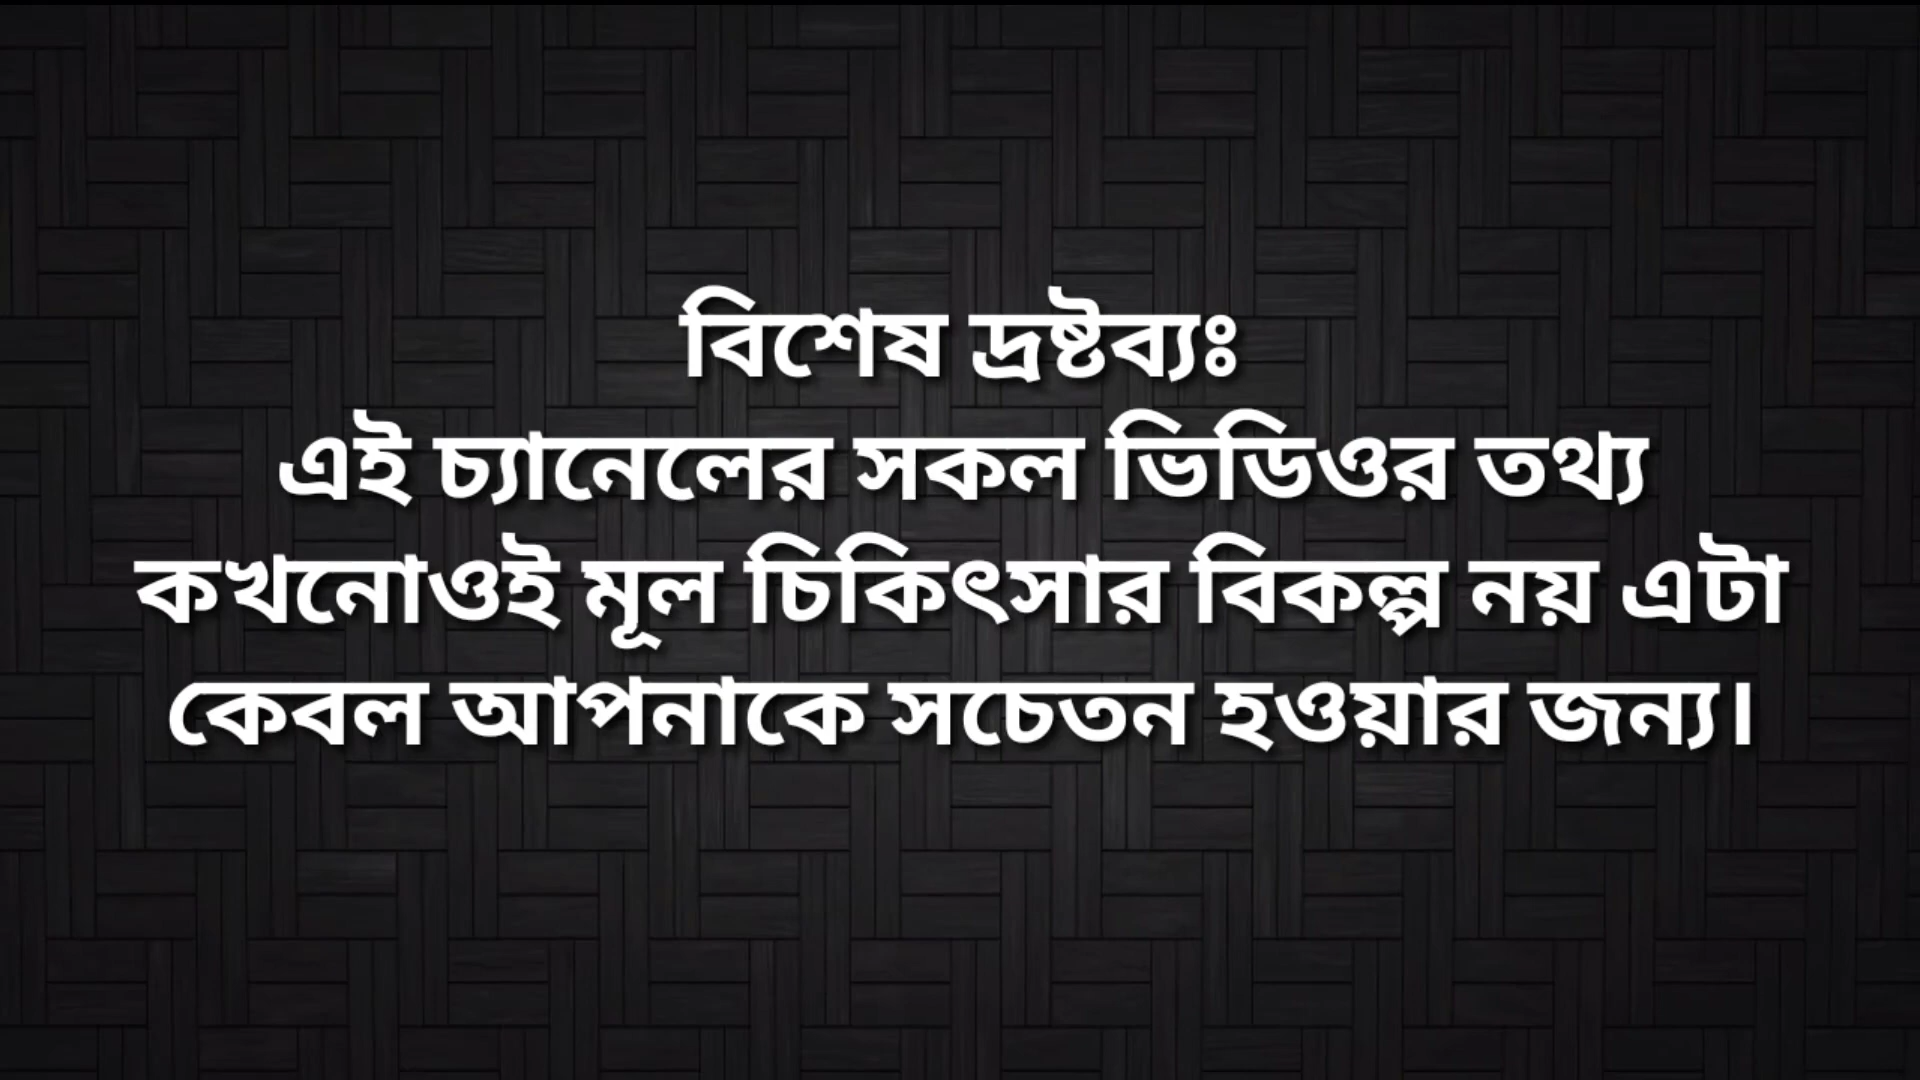 বিশেষ দ্রষ্টব্যঃ
এই চ্যানেলের সকল ভিডিওর তথ্য
কখনোওই মূল চিকিৎসার বিকল্প নয় এটা
কেবল আপনাকে সচেতন হওয়ার জন্য।